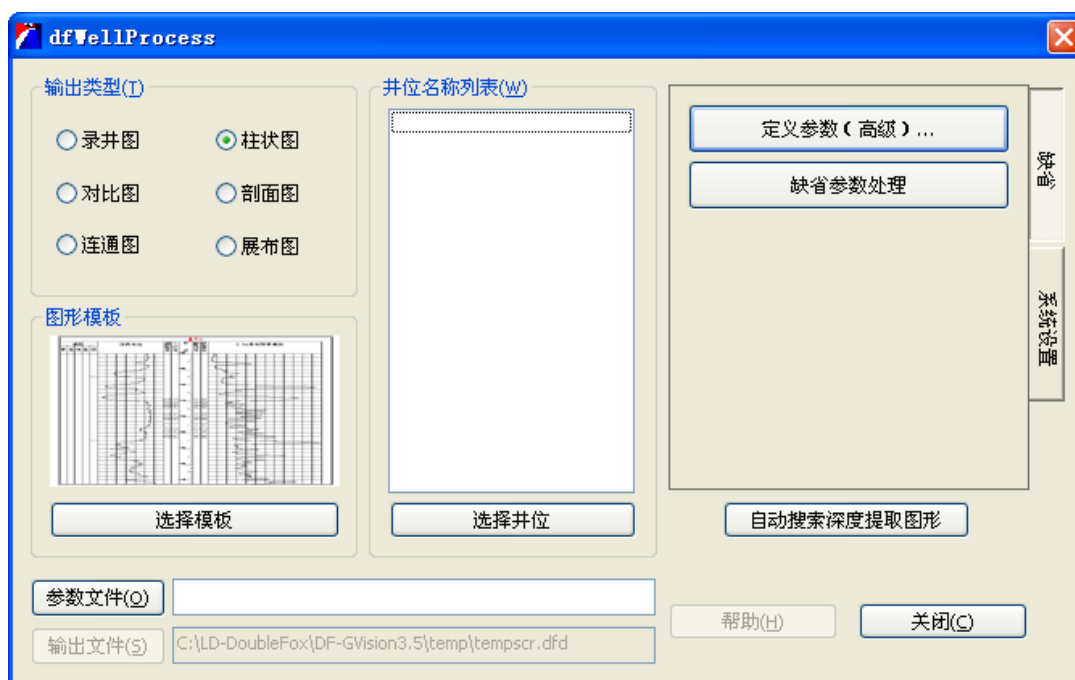 dfWellProcess
输出类型(T)
录井图
柱状图
对比图
剖面图
连通图
展布图
图形模板
选择模板
井位名称列表(W)
选择井位
定义参数(高级)...
缺省参数处理
缺省
系统设置
自动搜索深度提取图形
参数文件(O)
输出文件(S)
C:\LD-DoubleFox\DF-GVision3.5\temp\tempscr.dfd
帮助(H)
关闭(C)